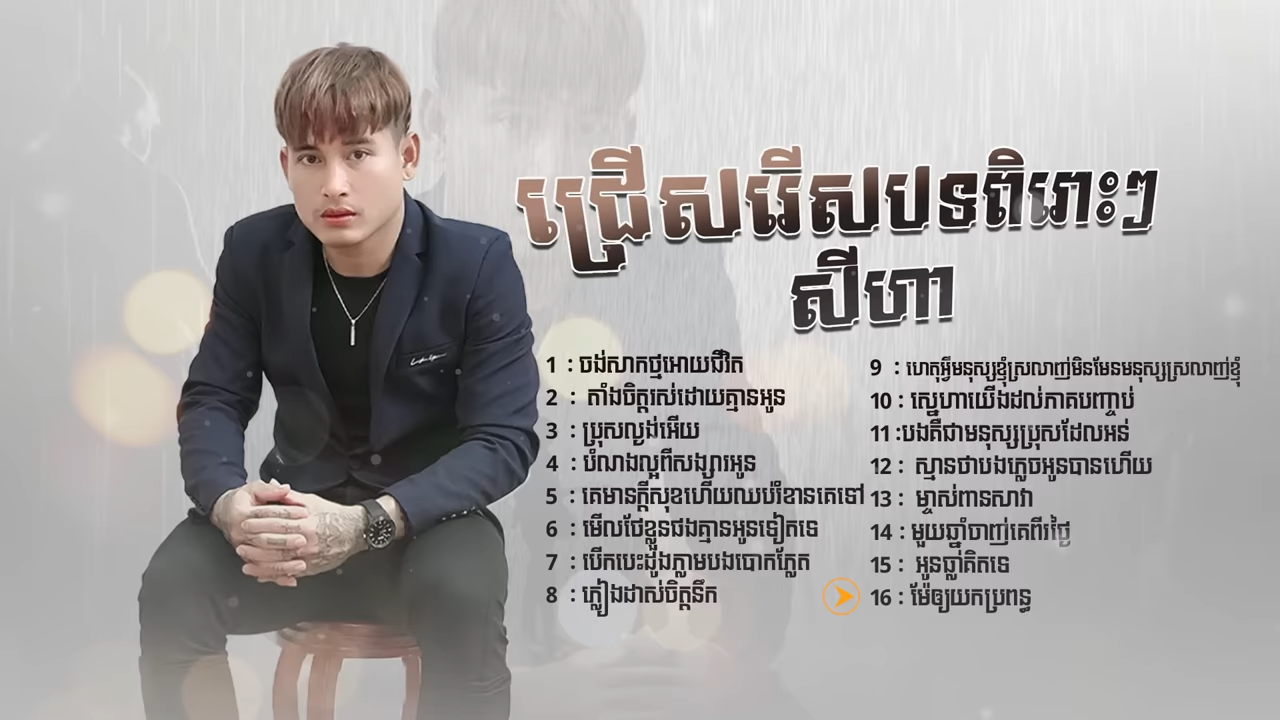 ជ្រើសរើសបទពិរោះៗ
សីហា
1 : ចង់សាកថ្មអោយជីវិត
2 : តាំងចិត្តរស់ដោយគ្មានអូន
3 : ប្រុសល្ងង់អើយ
4 : បំណងល្អពីសង្សារអូន
5 : គេមានក្ដីសុខហើយឈប់រំខានគេទៅ
6 : មើលថែខ្លួនផងគ្មានអូនទៀតទេ
7 : បើកបេះដូងភ្លាមបងបោកភ្លែត
8 : ភ្លៀងដាស់ចិត្តនឹក
9 : ហេតុអ្វីមនុស្សខ្ញុំស្រលាញ់មិនមែនមនុស្សស្រលាញ់ខ្ញុំ
10 : ស្នេហាយើងដល់ភាគបញ្ចប់
11 :បងគឺជាមនុស្សប្រុសដែលអន់
12 : ស្មានថាបងភ្លេចអូនបានហើយ
13 : ម្ចាស់ពានសាវា
14 : មួយឆ្នាំចាញ់គេពីរថ្ងៃ
15 : អូនធ្លាក់គិតទេ
16 : ម៉ែឲ្យយកប្រពន្ធ